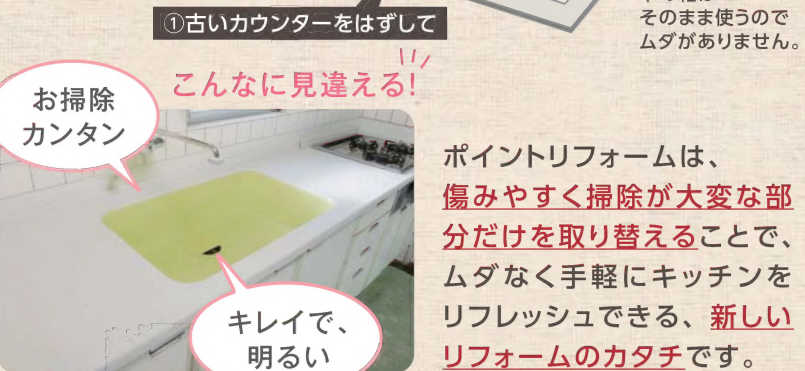 ①古いカウンターをはずして
そのまま使うので
ムダがありません。
こんなに見違える!
お掃除
カンタン
キレイで、
明るい
ポイントリフォームは、
傷みやすく掃除が大変な部
分だけを取り替えることで、
ムダなく手軽にキッチンを
リフレッシュできる、新しい
リフォームのカタチです。